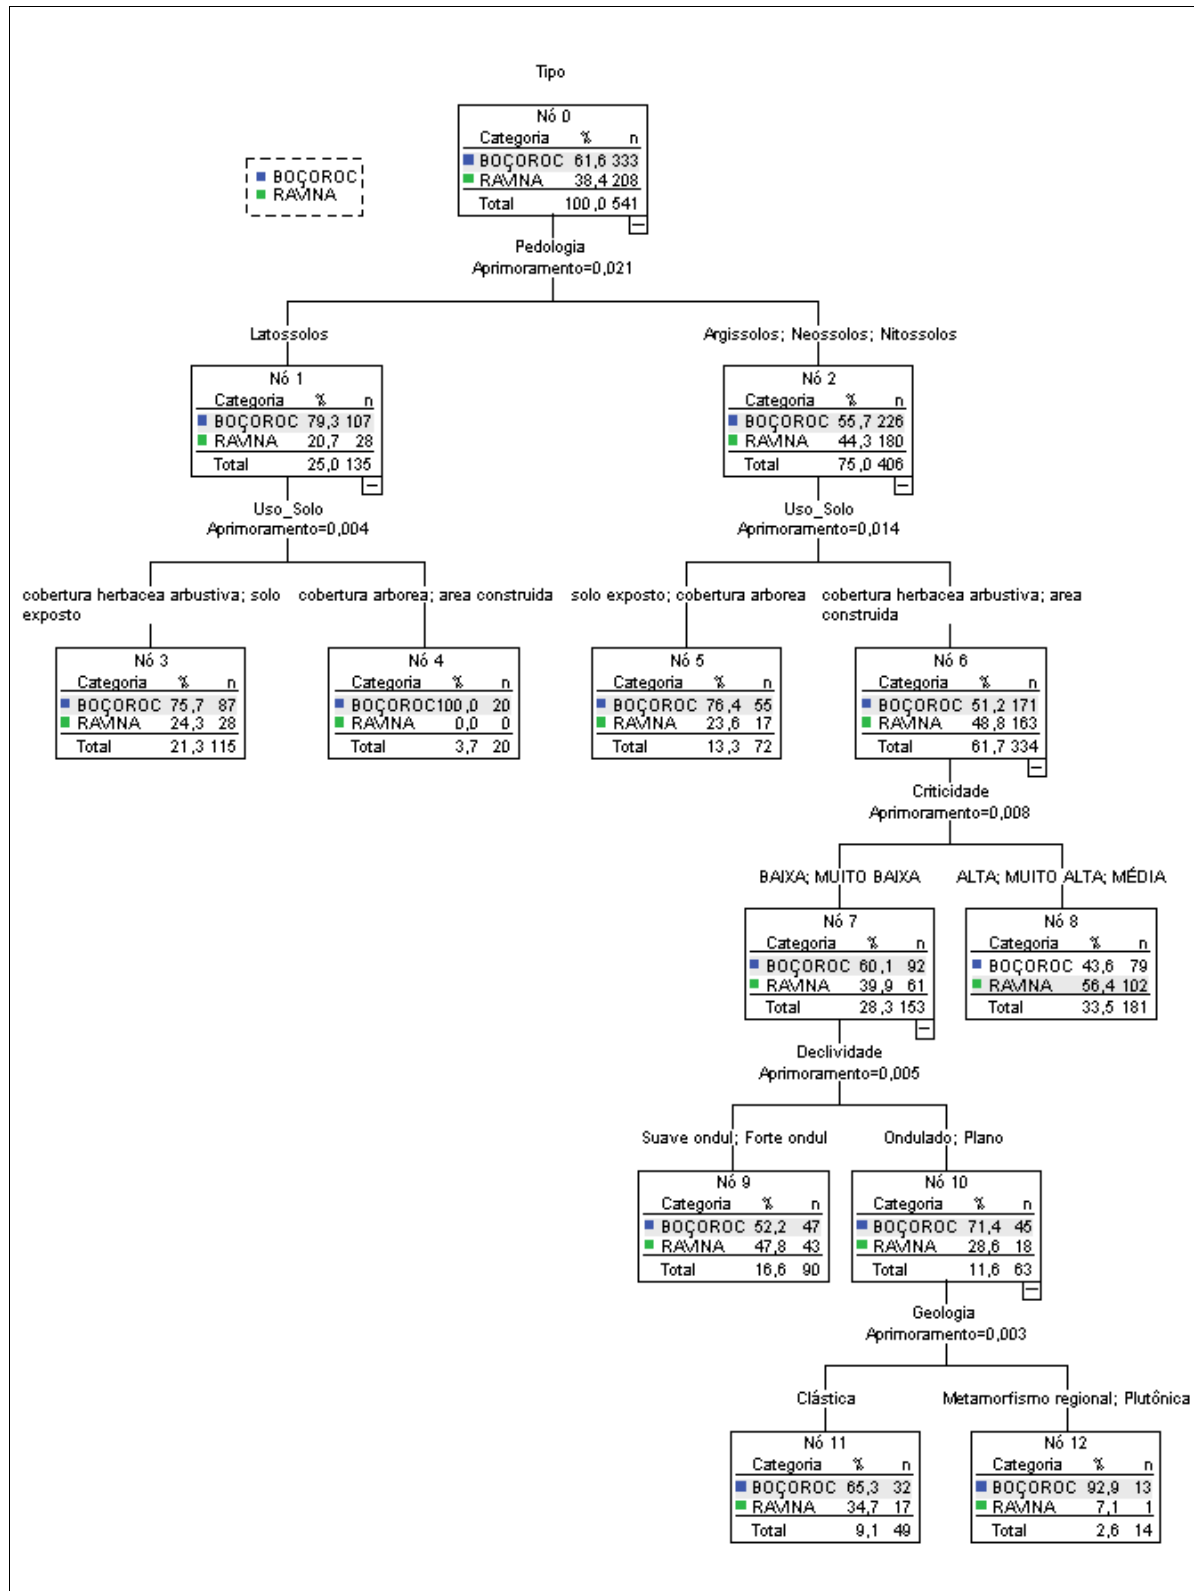 Tipo
Nó 0
Categoria % n
BOÇOROC 61,6 333
RAVINA 38,4 208
Total 100,0 541
BOÇOROC
RAVINA
Pedologia
Aprimoramento=0,021
Latossolos
Argissolos; Neossolos; Nitossolos
Nó 1
Categoria % n
BOÇOROC 79,3 107
RAVINA 20,7 28
Total 25,0 135
Nó 2
Categoria % n
BOÇOROC 55,7 226
RAVINA 44,3 180
Total 75,0 406
Uso_Solo
Aprimoramento=0,004
Uso_Solo
Aprimoramento=0,014
cobertura herbacea arbustiva; solo
exposto
cobertura arborea; area construida
solo exposto; cobertura arborea
cobertura herbacea arbustiva; area
construida
Nó 3
Categoria % n
BOÇOROC 75,7 87
RAVINA 24,3 28
Total 21,3 115
Nó 4
Categoria % n
BOÇOROC 100,0 20
RAVINA 0,0 0
Total 3,7 20
Nó 5
Categoria % n
BOÇOROC 76,4 55
RAVINA 23,6 17
Total 13,3 72
Nó 6
Categoria % n
BOÇOROC 51,2 171
RAVINA 48,8 163
Total 61,7 334
Criticidade
Aprimoramento=0,008
BAIXA; MUITO BAIXA
ALTA; MUITO ALTA; MÉDIA
Nó 7
Categoria % n
BOÇOROC 60,1 92
RAVINA 39,9 61
Total 28,3 153
Nó 8
Categoria % n
BOÇOROC 43,6 79
RAVINA 56,4 102
Total 33,5 181
Declividade
Aprimoramento=0,005
Suave ondul; Forte ondul
Ondulado; Plano
Nó 9
Categoria % n
BOÇOROC 52,2 47
RAVINA 47,8 43
Total 16,6 90
Nó 10
Categoria % n
BOÇOROC 71,4 45
RAVINA 28,6 18
Total 11,6 63
Geologia
Aprimoramento=0,003
Clástica
Metamorfismo regional; Plutônica
Nó 11
Categoria % n
BOÇOROC 65,3 32
RAVINA 34,7 17
Total 9,1 49
Nó 12
Categoria % n
BOÇOROC 92,9 13
RAVINA 7,1 1
Total 2,6 14